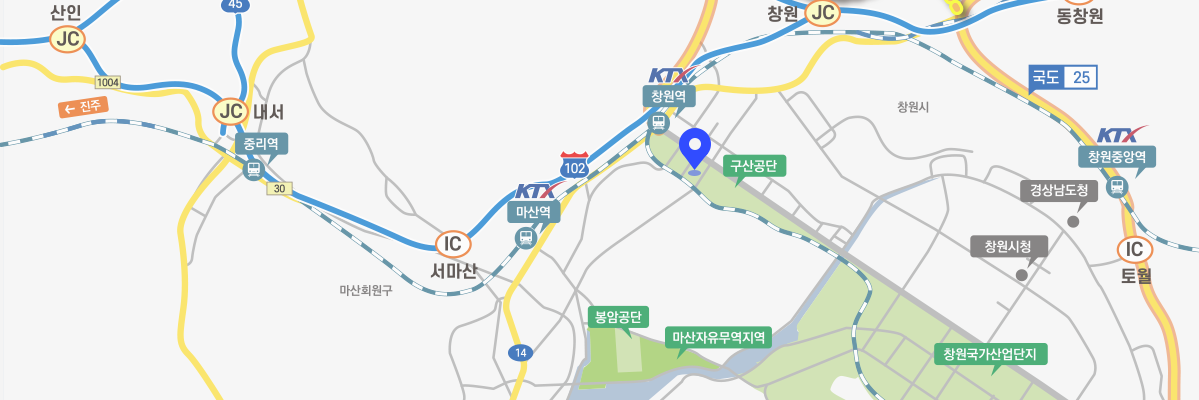 산인
JC
45
창원
JC
동창원
KTX
창원역
국도 25
1004
← 진주
JC
내서
창원시
KTX
창원중앙역
중리역
구산공단
102
30
KTX
마산역
경상남도청
IC
서마산
창원시청
IC
토월
마산회원구
봉암공단
마산자유무역지역
14
창원국가산업단지